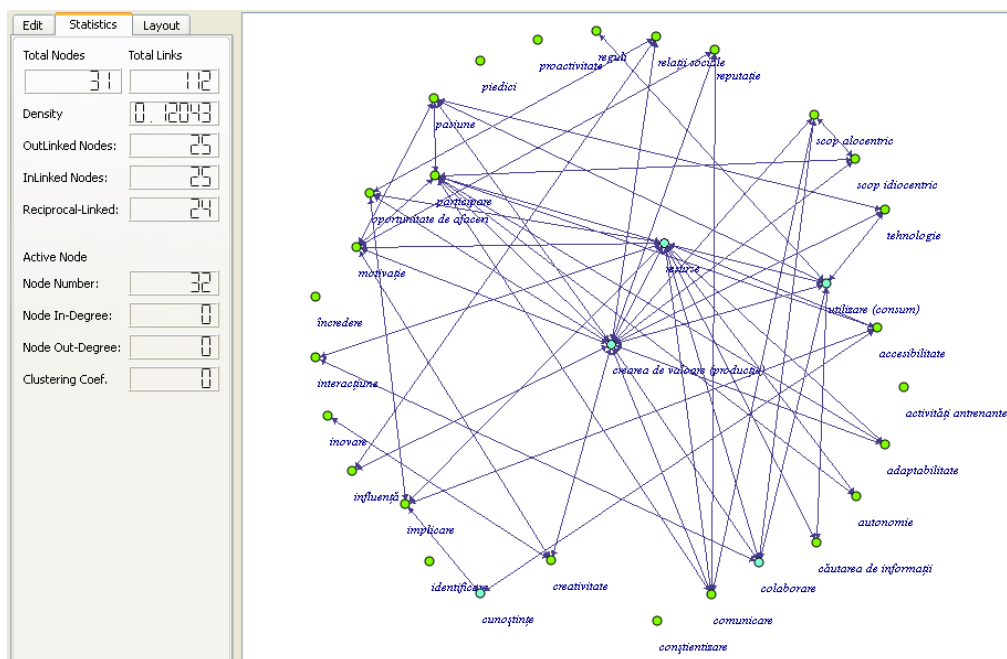 Edit Statistics Layout
Total Nodes Total Links
31 112
Density 0.12043
OutLinked Nodes: 25
InLinked Nodes: 25
Reciprocal-Linked: 24
Active Node
Node Number: 32
Node In-Degree: 0
Node Out-Degree: 0
Clustering Coef. 0
reguli
relații sociale
proactivitate
reputație
piedici
pasiune
scop alocentric
scop idiocentric
participare
oportunitate de afaceri
tehnologie
motivație
resurse
încredere
utilizare (consum)
accesibilitate
interacțiune
crearea de valoare (producție)
activități antrenante
inovare
adaptabilitate
influență
autonomie
implicare
căutarea de informații
identificare
creativitate
colaborare
cunoștințe
comunicare
conștientizare